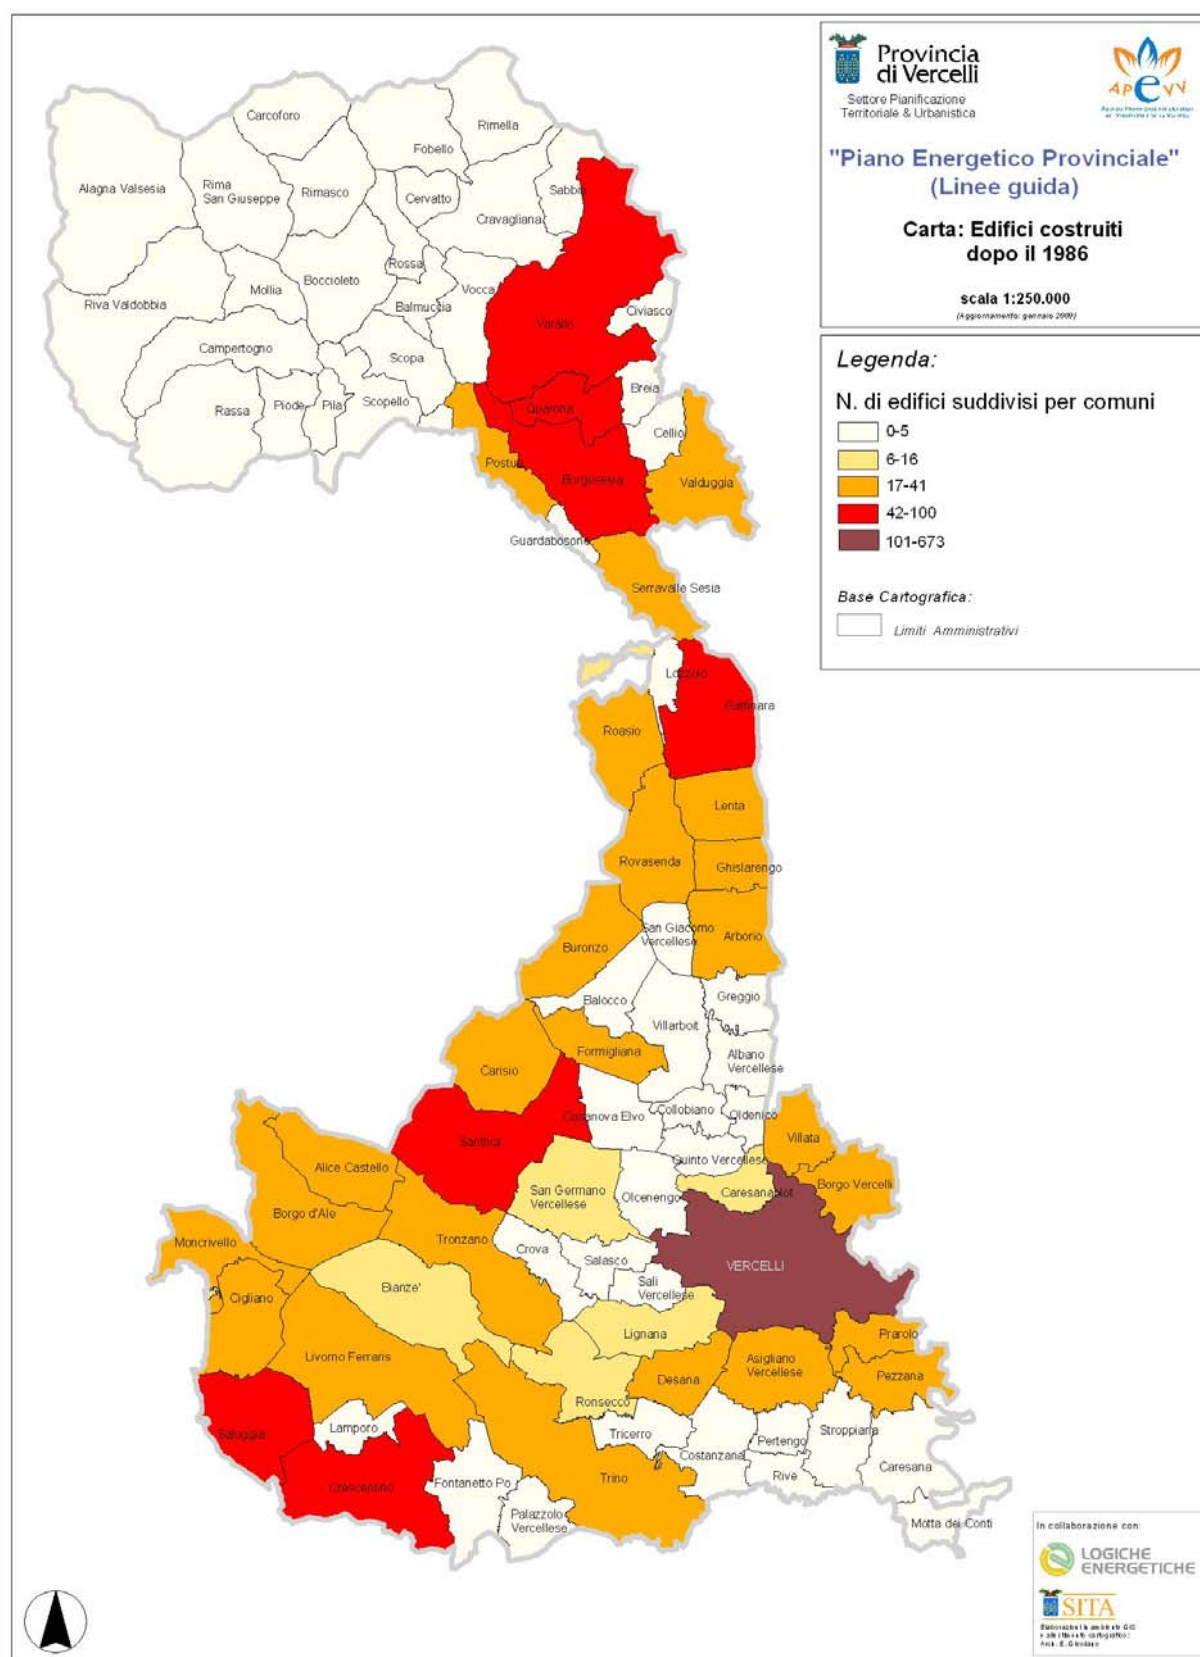 Provincia
di Vercelli
Settore Pianificazione
Territoriale & Urbanistica
APeVV
"Piano Energetico Provinciale"
(Linee guida)
Carta: Edifici costruiti
dopo il 1986
scala 1:250.000
(Aggiornamento: gennaio 2009)
Legenda:
N. di edifici suddivisi per comuni
0-5
6-16
17-41
42-100
101-673
Base Cartografica:
Limiti Amministrativi
Carcoforo
Rimella
Fobello
Alagna Valsesia
Rima
San Giuseppe
Rimasco
Cervatto
Sabbia
Cravagliana
Rossa
Boccioleto
Mollia
Vocca
Riva Valdobbia
Balmuccia
Civiasco
Varallo
Campertogno
Scopa
Breia
Rassa
Piode
Pila
Scopello
Quarona
Cellio
Postua
Borgosesia
Valduggia
Guardabosone
Serravalle Sesia
Lozzolo
Gattinara
Roasio
Lenta
Rovasenda
Ghislarengo
San Giacomo
Vercellese
Arborio
Buronzo
Balocco
Greggio
Villarboit
Formigliana
Albano
Vercellese
Carisio
Casanova Elvo
Collobiano
Oldenico
Santhia'
Villata
Quinto Vercellese
Alice Castello
San Germano
Vercellese
Olcenengo
Caresanablot
Borgo Vercelli
Borgo d'Ale
Moncrivello
Tronzano
Crova
Salasco
VERCELLI
Bianze'
Sali
Vercellese
Cigliano
Lignana
Prarolo
Livorno Ferraris
Asigliano
Vercellese
Desana
Pezzana
Ronsecco
Saluggia
Lamporo
Tricerro
Costanzana
Pertengo
Stroppiana
Caresana
Rive
Crescentino
Fontanetto Po
Trino
Palazzolo
Vercellese
Motta dei Conti
In collaborazione con:
LOGICHE
ENERGETICHE
SITA